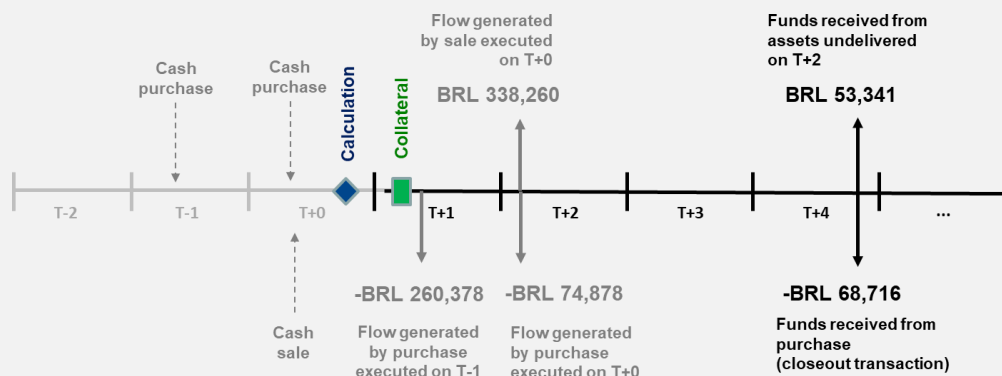 Flow generated
by sale executed
on T+0
BRL 338,260
Funds received from
assets undelivered
on T+2
BRL 53,341
Cash
purchase
Cash
purchase
Calculation
Collateral
T-2
T-1
T+0
T+1
T+2
T+3
T+4
...
-BRL 260,378
-BRL 74,878
-BRL 68,716
Cash
sale
Flow generated
by purchase
executed on T-1
Flow generated
by purchase
executed on T+0
Funds received from
purchase
(closeout transaction)